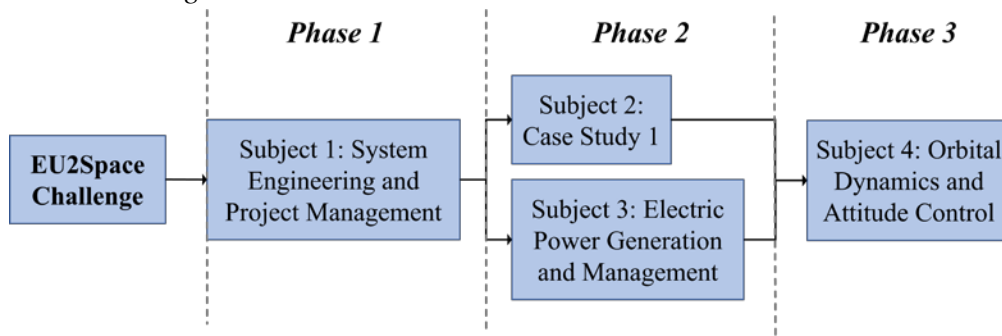 Phase 1
Phase 2
Phase 3
EU2Space
Challenge
Subject 1: System
Engineering and
Project Management
Subject 2:
Case Study 1
Subject 3: Electric
Power Generation
and Management
Subject 4: Orbital
Dynamics and
Attitude Control